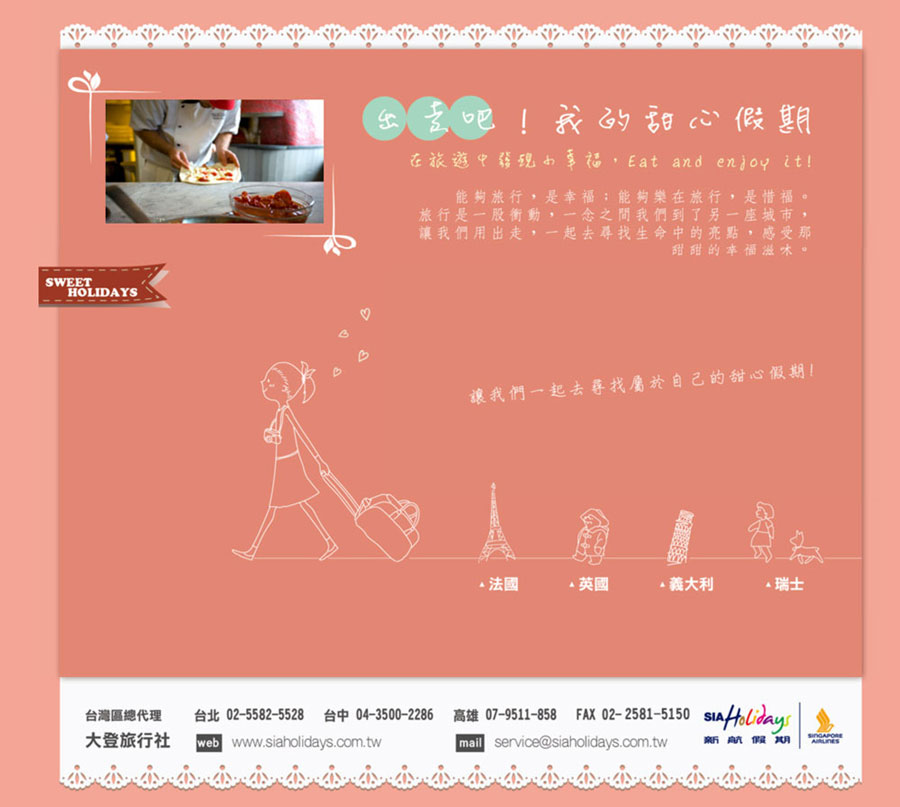 出去吧！我的甜心假期
在旅遊中發現小幸福，Eat and enjoy it!
能夠旅行，是幸福；能夠樂在旅行，是惜福。
旅行是一股衝動，一念之間我們到了另一座城市，
讓我們用出走，一起去尋找生命中的亮點，感受那
甜甜的幸福滋味。
SWEET
HOLIDAYS
讓我們一起去尋找屬於自己的甜心假期!
▲法國 ▲英國 ▲義大利 ▲瑞士
台灣區總代理 台北 02-5582-5528 台中 04-3500-2286 高雄 07-9511-858 FAX 02-2581-5150
大登旅行社 web www.siaholidays.com.tw mail service@siaholidays.com.tw
SIA Holidays
新航假期
SINGAPORE
AIRLINES